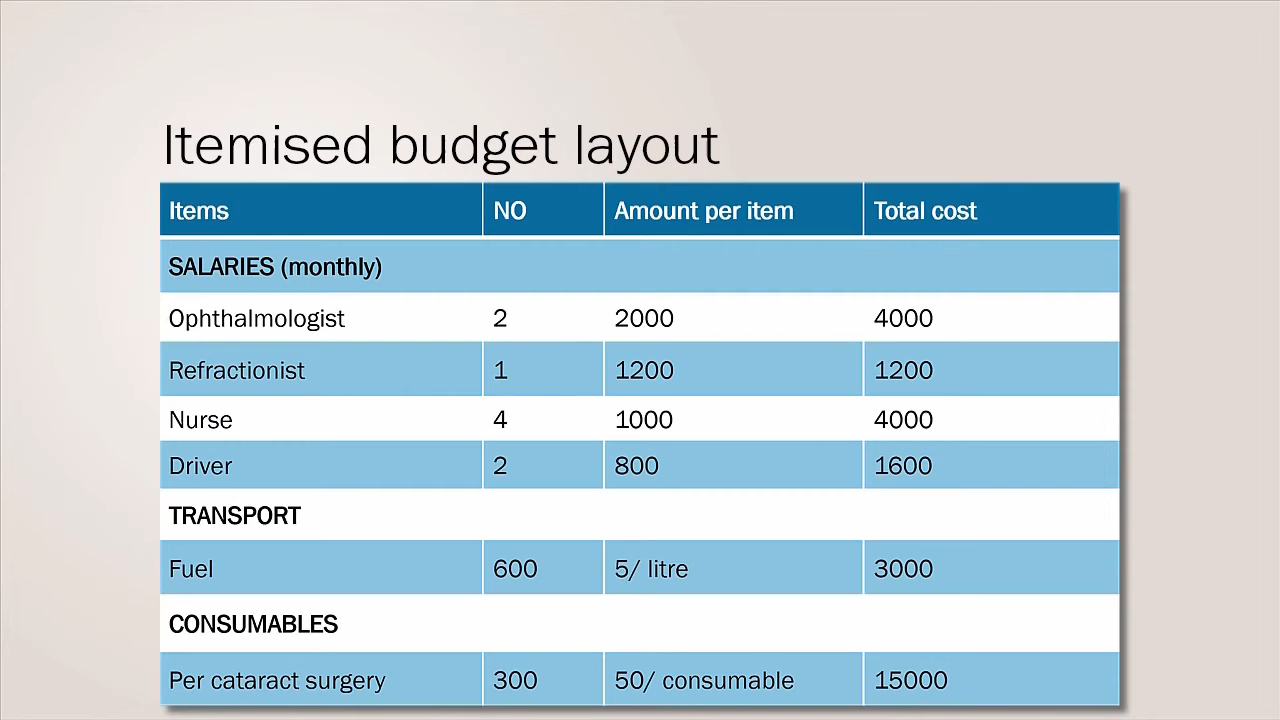 Itemised budget layout
Items NO Amount per item Total cost
SALARIES (monthly)
Ophthalmologist 2 2000 4000
Refractionist 1 1200 1200
Nurse 4 1000 4000
Driver 2 800 1600
TRANSPORT
Fuel 600 5/ litre 3000
CONSUMABLES
Per cataract surgery 300 50/ consumable 15000